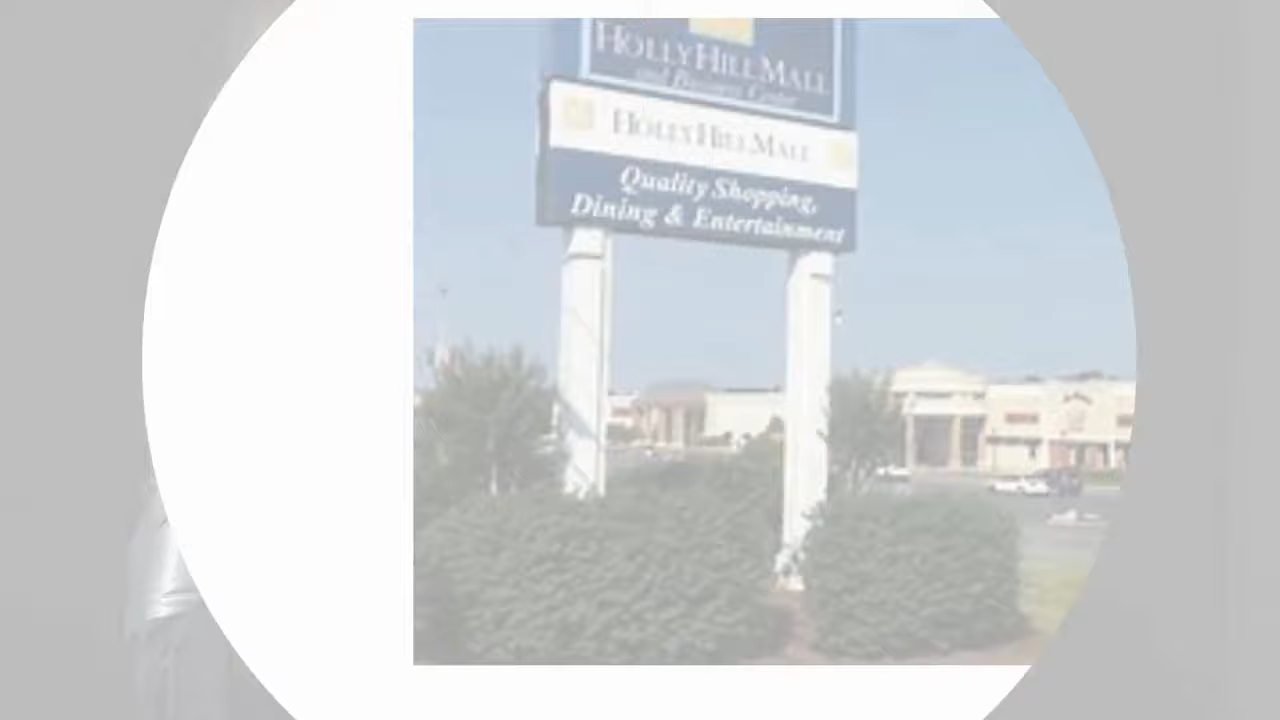 HOLLY HILL MALL
and Business Center
HOLLY HILL MALL
Quality Shopping,
Dining & Entertainment